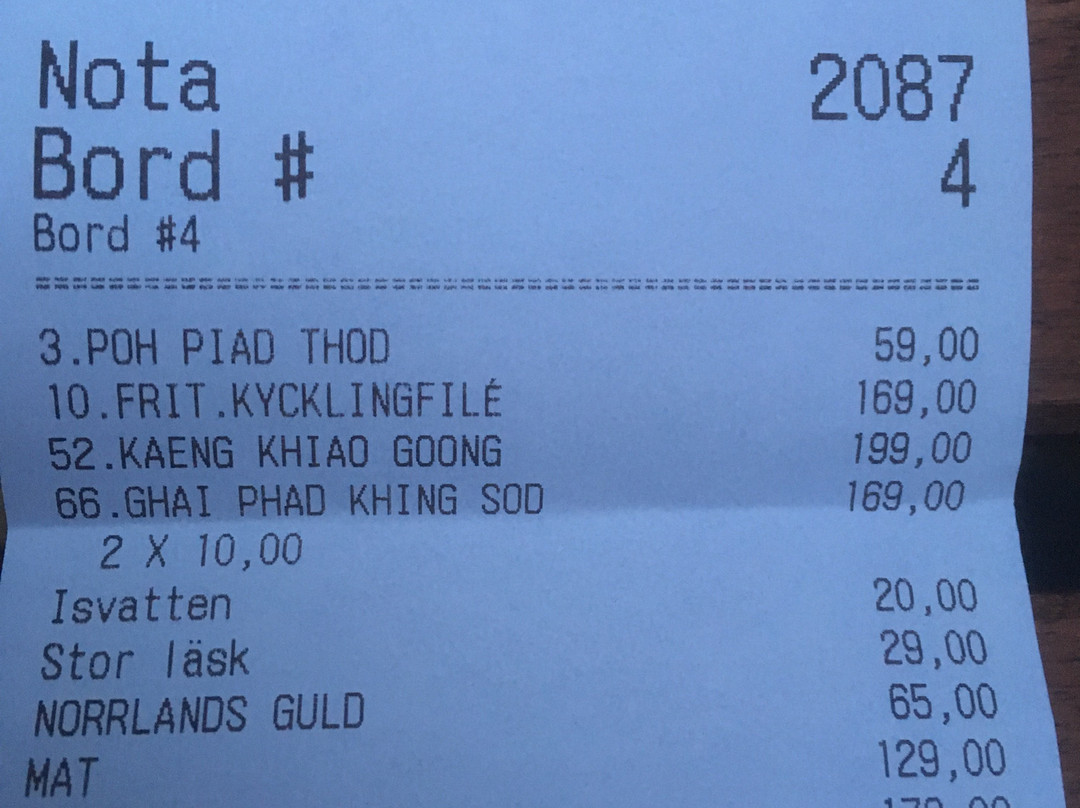 Nota 2087
Bord # 4
Bord #4
3.POH PIAD THOD 59,00
10.FRIT.KYCKLINGFILÉ 169,00
52.KAENG KHIAO GOONG 199,00
66.GHAI PHAD KHING SOD 169,00
2 X 10,00
Isvatten 20,00
Stor läsk 29,00
NORRLANDS GULD 65,00
MAT 129,00